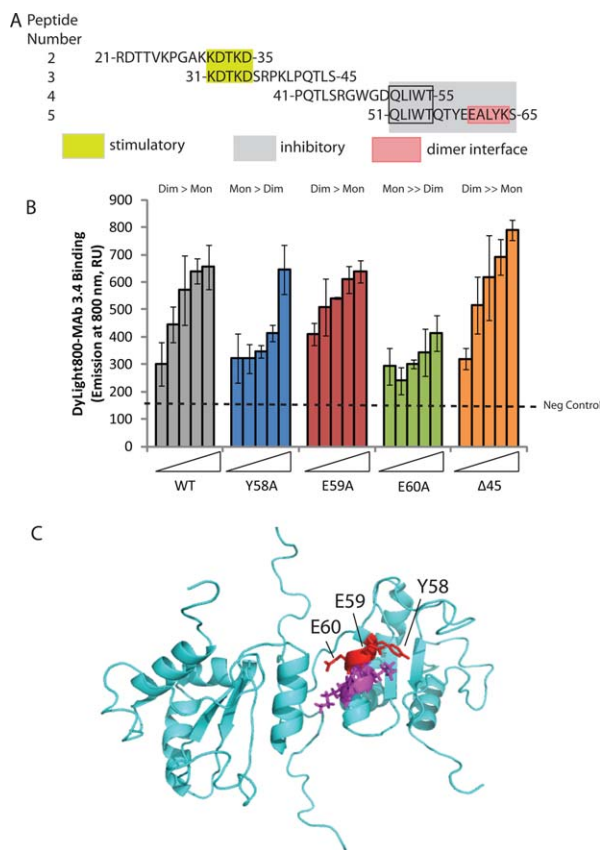 A Peptide
Number
2 21-RDTTVKPGAKKDTKD-35
3 31-KDTKDSRPKLPQTLS-45
4 41-PQTLSRGWGDQLIWT-55
5 51-QLIWTQTYEEALYKS-65
stimulatory inhibitory dimer interface
B Dim > Mon Mon > Dim Dim > Mon Mon >> Dim Dim >> Mon
DyLight800-MAb 3.4 Binding
(Emission at 800 nm, RU)
900
800
700
600
500
400
300
200
100
0
Neg Control
WT Y58A E59A E60A Δ45
C
Y58
E59
E60